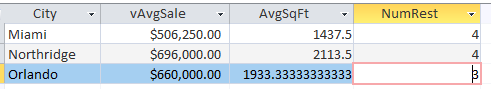 City vAvgSale AvgSqFt NumRest
Miami $506,250.00 1437.5 4
Northridge $696,000.00 2113.5 4
Orlando $660,000.00 1933.33333333333 3